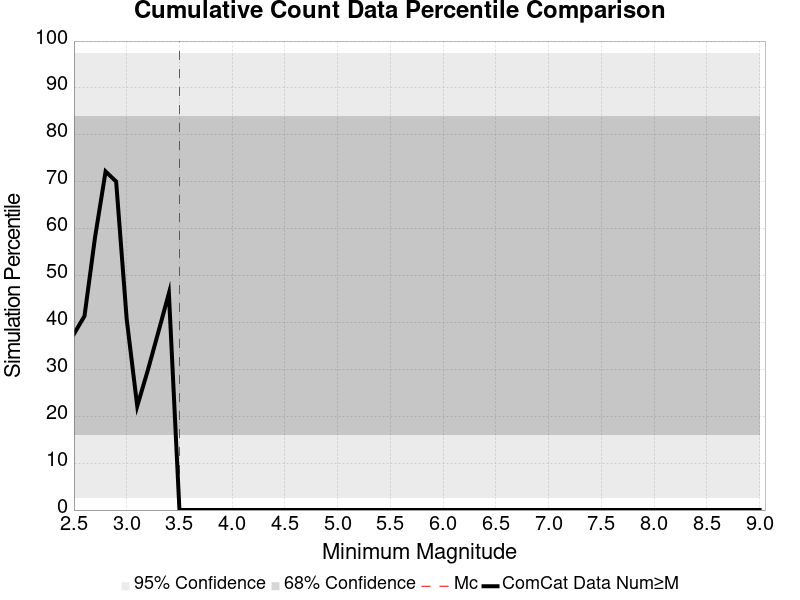 Cumulative Count Data Percentile Comparison
100
90
80
70
60
50
40
30
20
10
0
Simulation Percentile
2.5 3.0 3.5 4.0 4.5 5.0 5.5 6.0 6.5 7.0 7.5 8.0 8.5 9.0
Minimum Magnitude
95% Confidence 68% Confidence Mc ComCat Data Num≥M